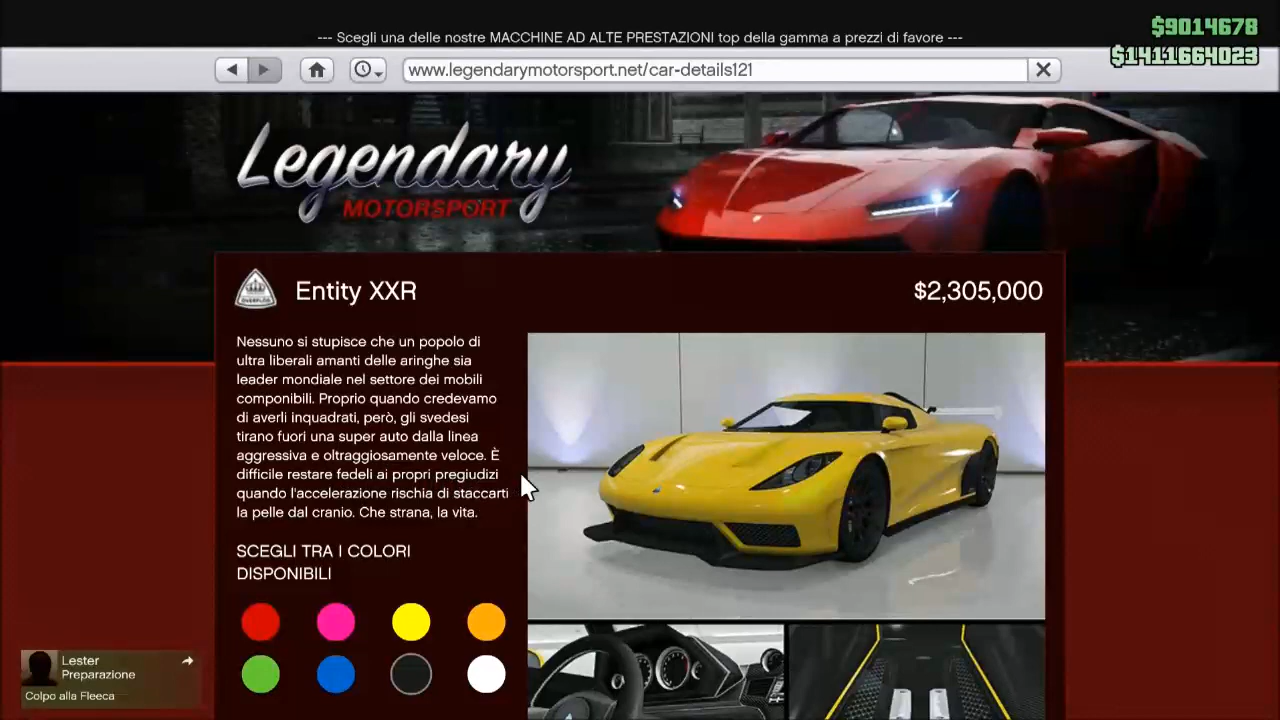 --- Scegli una delle nostre MACCHINE AD ALTE PRESTAZIONI top della gamma a prezzi di favore ---
$9014678
$1411664023
www.legendarymotorsport.net/car-details121
Legendary
MOTORSPORT
Entity XXR
$2,305,000
Nessuno si stupisce che un popolo di
ultra liberali amanti delle aringhe sia
leader mondiale nel settore dei mobili
componibili. Proprio quando credevamo
di averli inquadrati, però, gli svedesi
tirano fuori una super auto dalla linea
aggressiva e oltraggiosamente veloce. È
difficile restare fedeli ai propri pregiudizi
quando l'accelerazione rischia di staccarti
la pelle dal cranio. Che strana, la vita.
SCEGLI TRA I COLORI
DISPONIBILI
Lester
Preparazione
Colpo alla Fleeca